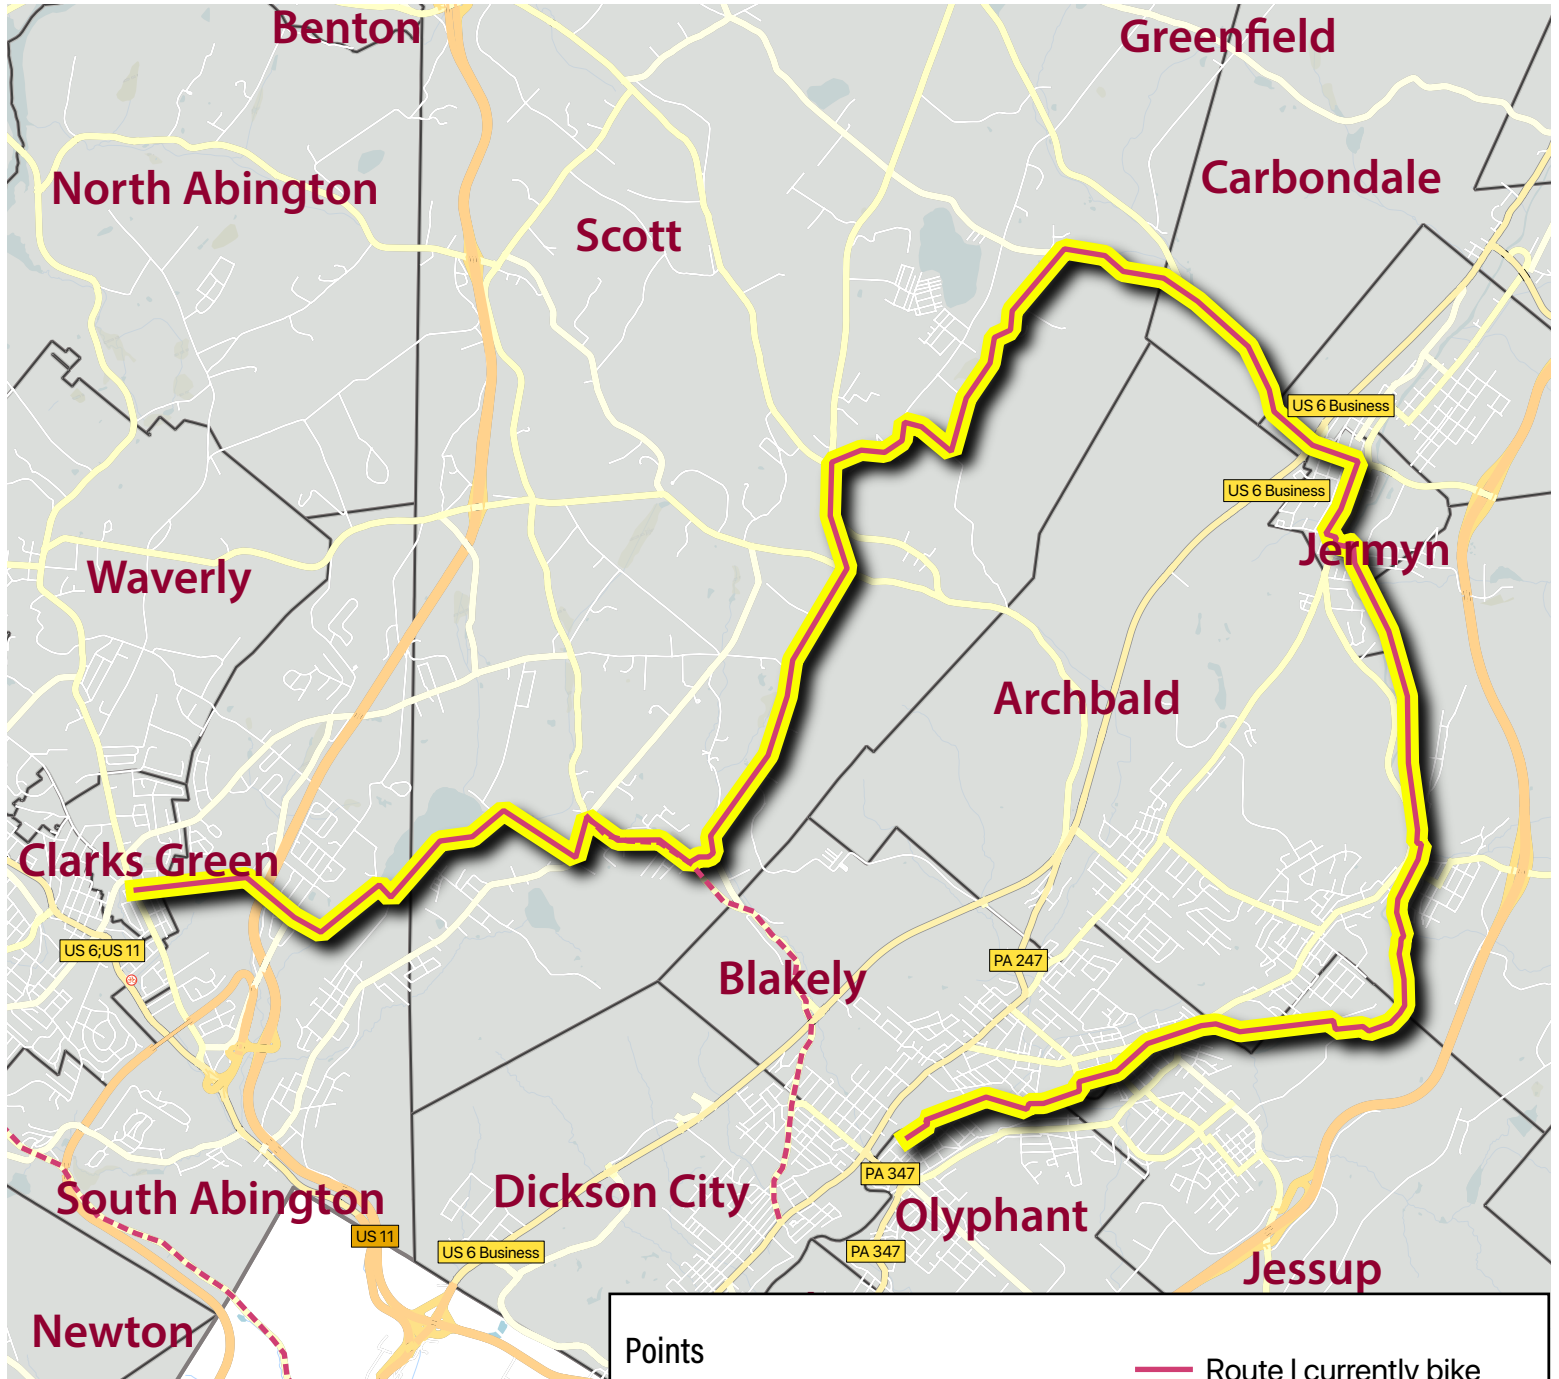 Benton
Greenfield
North Abington
Carbondale
Scott
US 6 Business
US 6 Business
Jermyn
Waverly
Archbald
Clarks Green
US 6;US 11
PA 247
Blakely
PA 347
South Abington
Dickson City
Olyphant
US 11
US 6 Business
PA 347
Jessup
Newton
Points
Route I currently bike